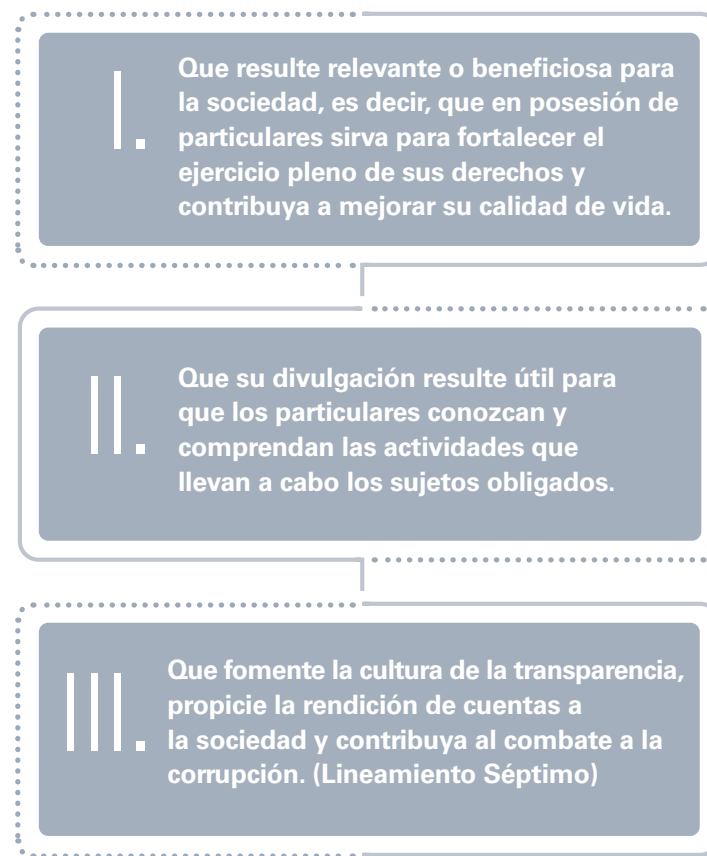 I.
Que resulte relevante o beneficiosa para
la sociedad, es decir, que en posesión de
particulares sirva para fortalecer el
ejercicio pleno de sus derechos y
contribuya a mejorar su calidad de vida.
II.
Que su divulgación resulte útil para
que los particulares conozcan y
comprendan las actividades que
llevan a cabo los sujetos obligados.
III.
Que fomente la cultura de la transparencia,
propicie la rendición de cuentas a
la sociedad y contribuya al combate a la
corrupción. (Lineamiento Séptimo)